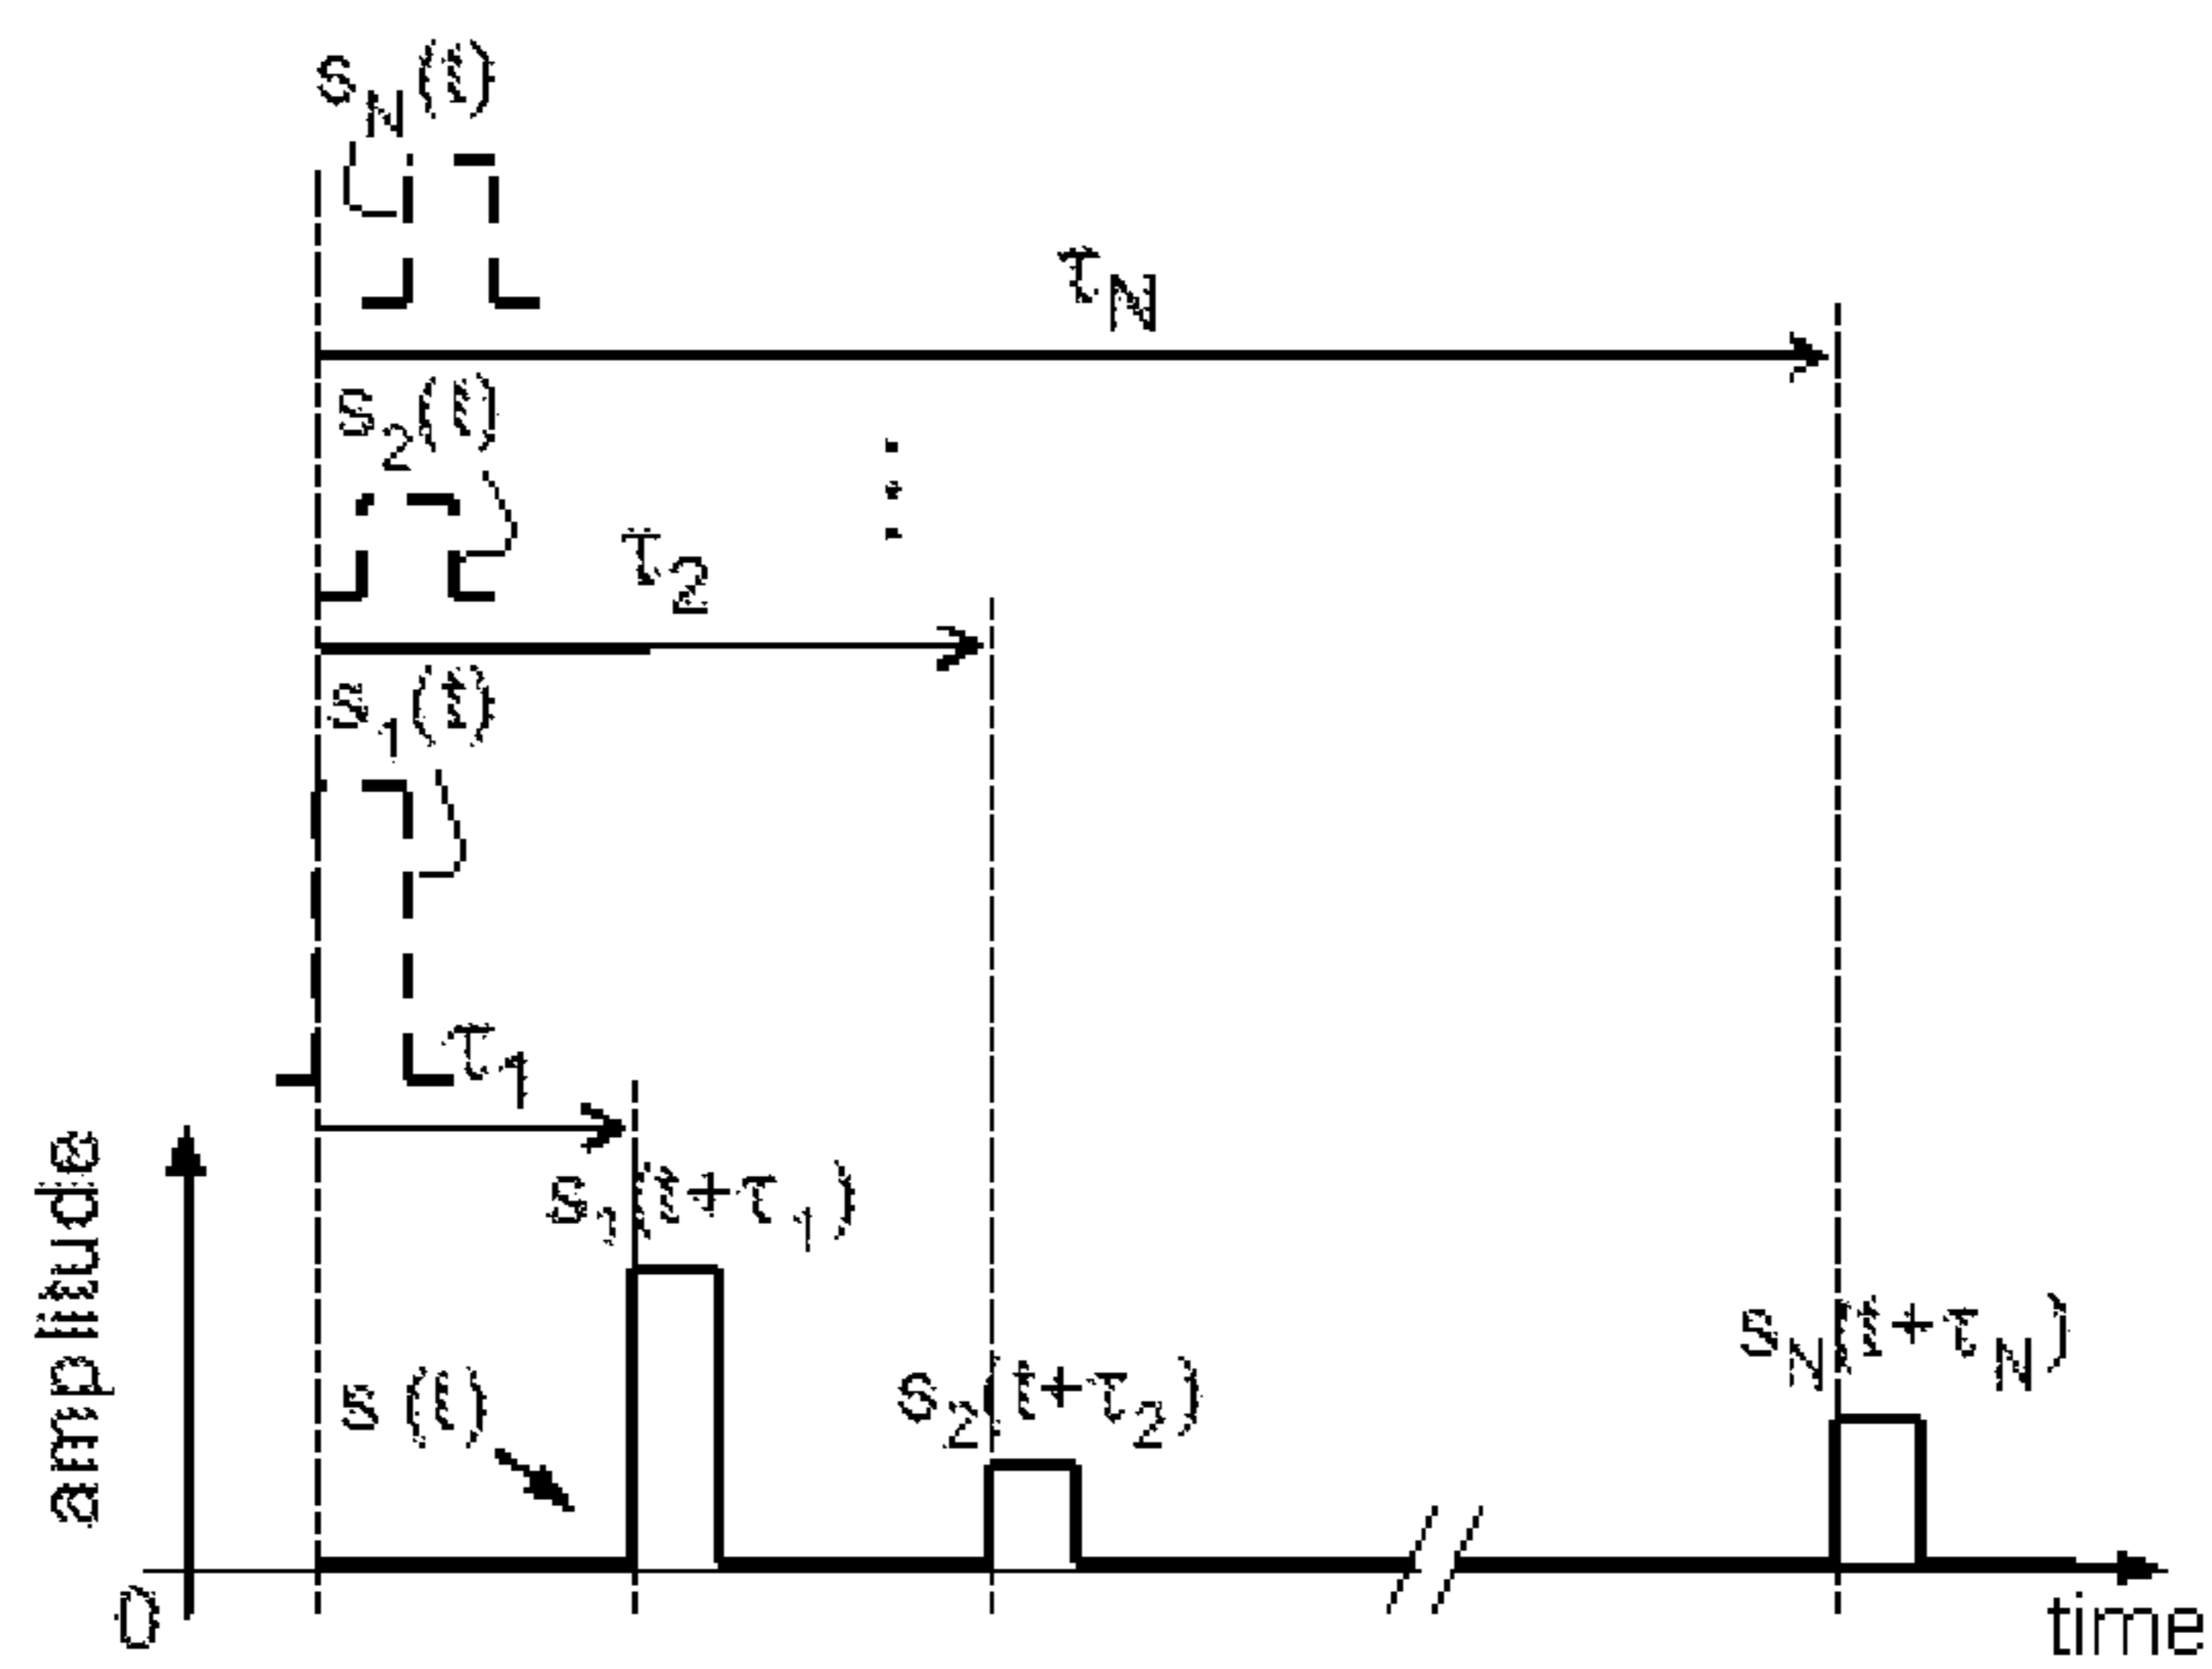 s_N(t)
τ_N
s_2(t)
τ_2
s_1(t)
τ_1
s_1(t+τ_1)
s_N(t+τ_N)
s(t)
s_2(t+τ_2)
amplitude
0
time